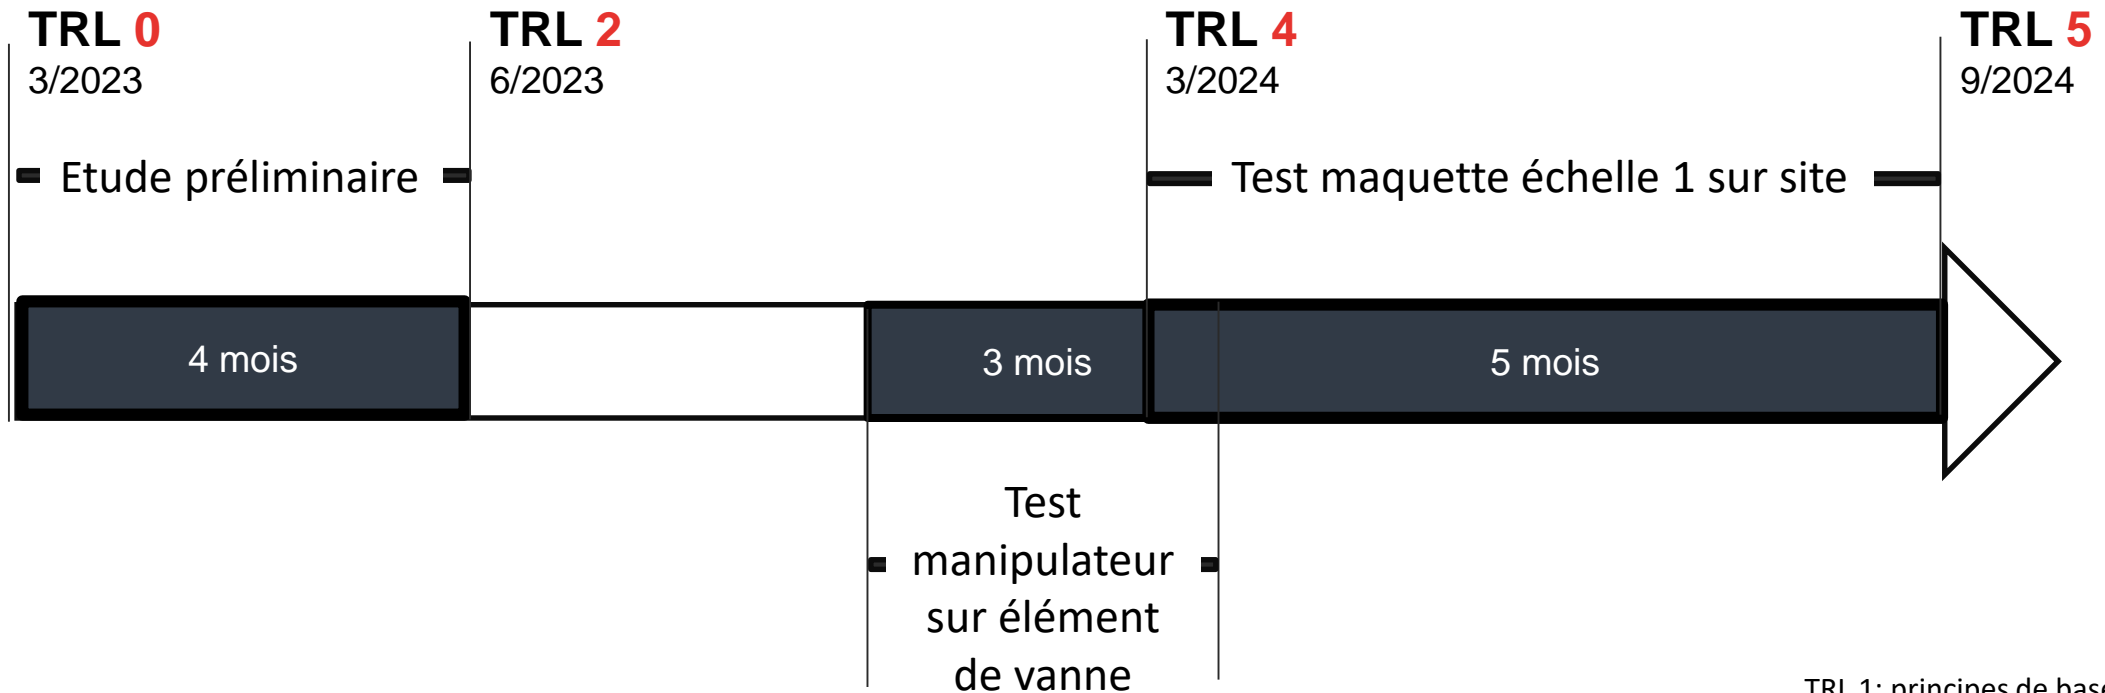 TRL 0
3/2023
TRL 2
6/2023
TRL 4
3/2024
TRL 5
9/2024
Etude préliminaire
Test maquette échelle 1 sur site
4 mois
3 mois
5 mois
Test
manipulateur
sur élément
de vanne
TRL 1: principes de base